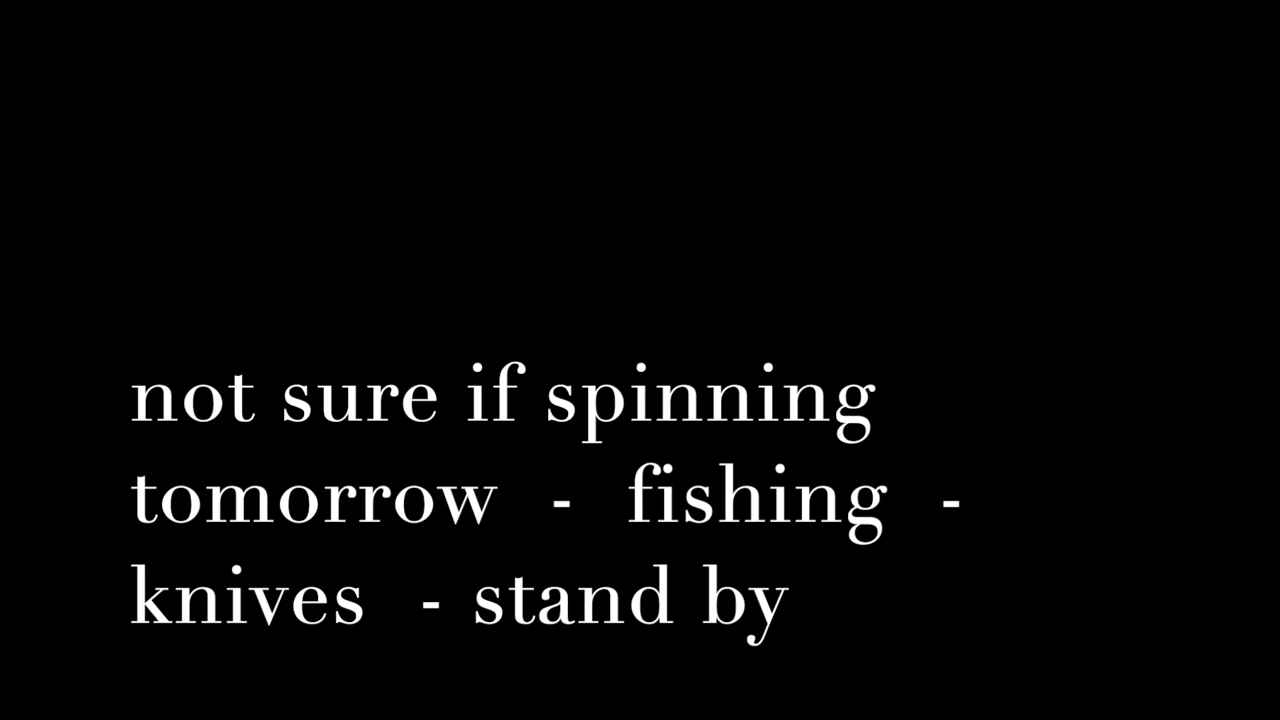 not sure if spinning
tomorrow - fishing -
knives - stand by